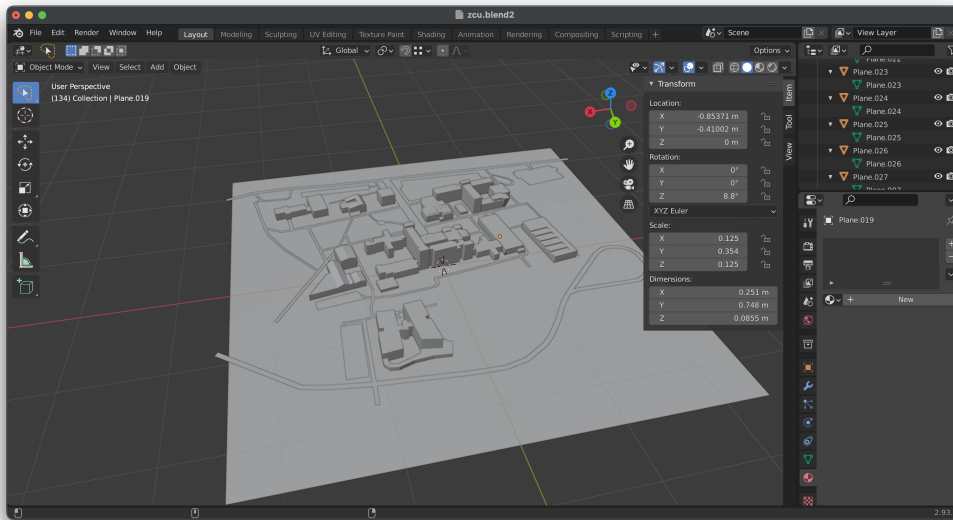 zcu.blend2
File Edit Render Window Help Layout Modeling Sculpting UV Editing Texture Paint Shading Animation Rendering Compositing Scripting + Scene View Layer
Global Options
Object Mode View Select Add Object
User Perspective
(134) Collection | Plane.019
X
Y
Z
Transform
Location:
X -0.85371 m
Y -0.41002 m
Z 0 m
Rotation:
X 0°
Y 0°
Z 8.8°
XYZ Euler
Scale:
X 0.125
Y 0.354
Z 0.125
Dimensions:
X 0.251 m
Y 0.748 m
Z 0.0855 m
Item
Tool
View
Plane.022
Plane.023
Plane.023
Plane.024
Plane.024
Plane.025
Plane.025
Plane.026
Plane.026
Plane.027
Plane.019
+ New
2.93.